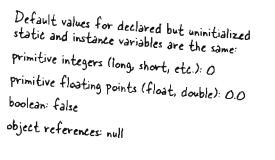 Default values for declared but uninitialized
static and instance variables are the same:
primitive integers (long, short, etc.): 0
primitive floating points (float, double): 0.0
boolean: false
object references: null